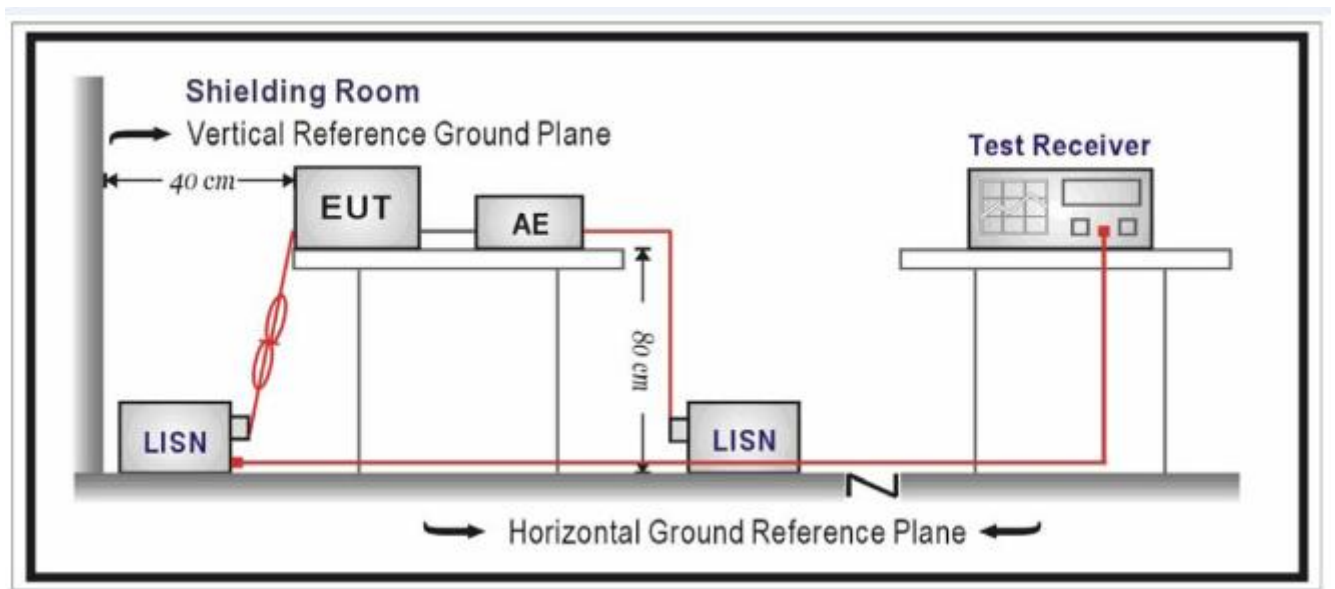 Shielding Room
Vertical Reference Ground Plane
40 cm
EUT
AE
Test Receiver
80 cm
LISN
LISN
Horizontal Ground Reference Plane